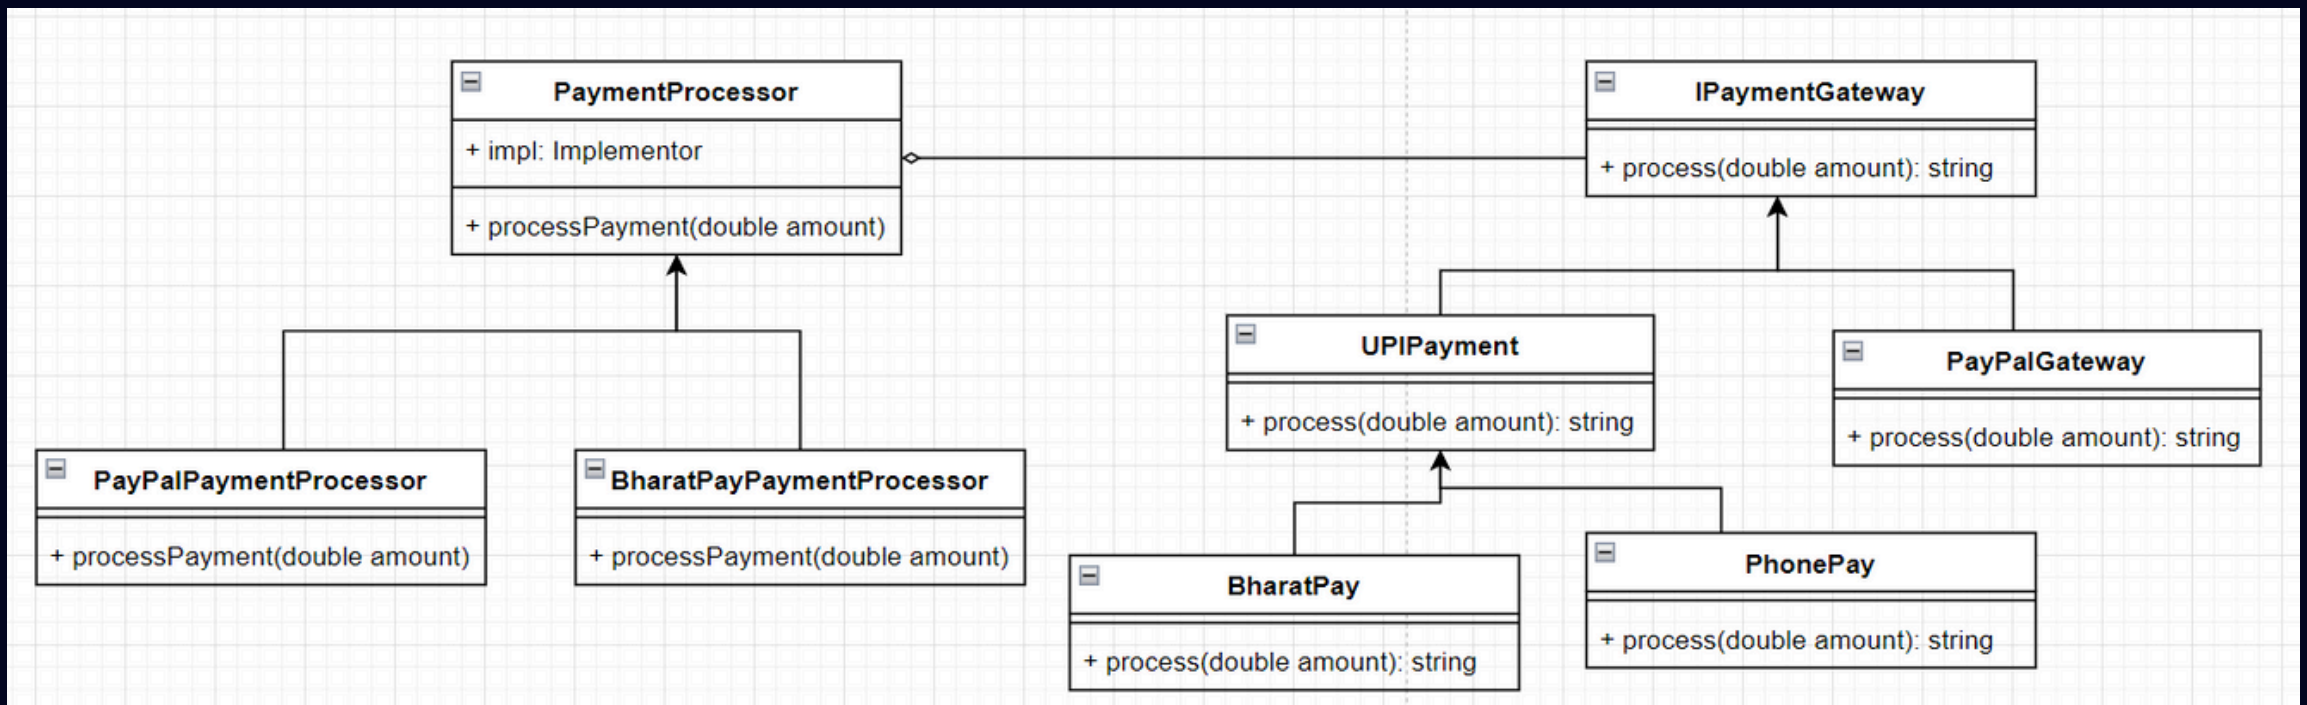 PaymentProcessor
+ impl: Implementor
+ processPayment(double amount)
IPaymentGateway
+ process(double amount): string
UPIPayment
+ process(double amount): string
PayPalGateway
+ process(double amount): string
PayPalPaymentProcessor
+ processPayment(double amount)
BharatPayPaymentProcessor
+ processPayment(double amount)
BharatPay
+ process(double amount): string
PhonePay
+ process(double amount): string